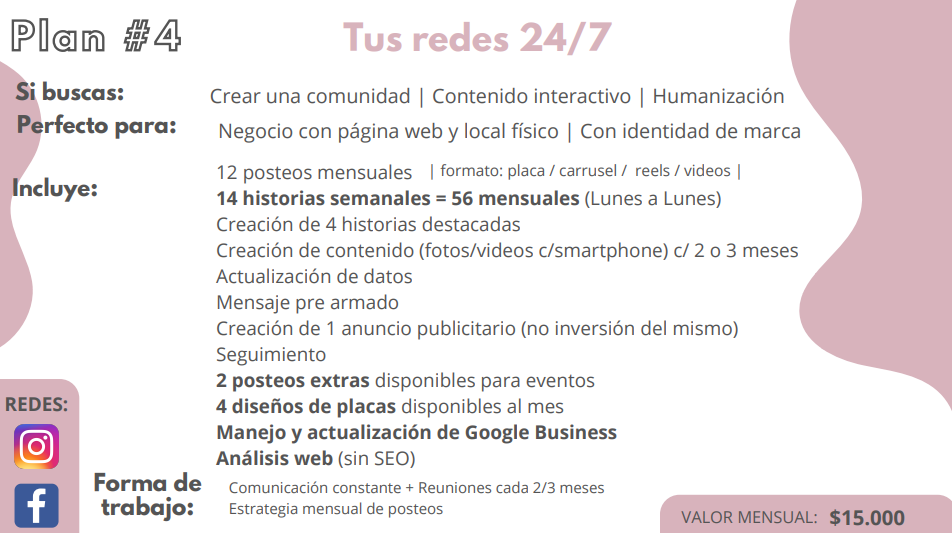 Plan #4
Tus redes 24/7
Si buscas:
Crear una comunidad | Contenido interactivo | Humanización
Perfecto para:
Negocio con página web y local físico | Con identidad de marca
Incluye:
12 posteos mensuales | formato: placa / carrusel / reels / videos |
14 historias semanales = 56 mensuales (Lunes a Lunes)
Creación de 4 historias destacadas
Creación de contenido (fotos/videos c/smartphone) c/ 2 o 3 meses
Actualización de datos
Mensaje pre armado
Creación de 1 anuncio publicitario (no inversión del mismo)
Seguimiento
2 posteos extras disponibles para eventos
4 diseños de placas disponibles al mes
Manejo y actualización de Google Business
Análisis web (sin SEO)
REDES:
Forma de
trabajo:
Comunicación constante + Reuniones cada 2/3 meses
Estrategia mensual de posteos
VALOR MENSUAL: $15.000